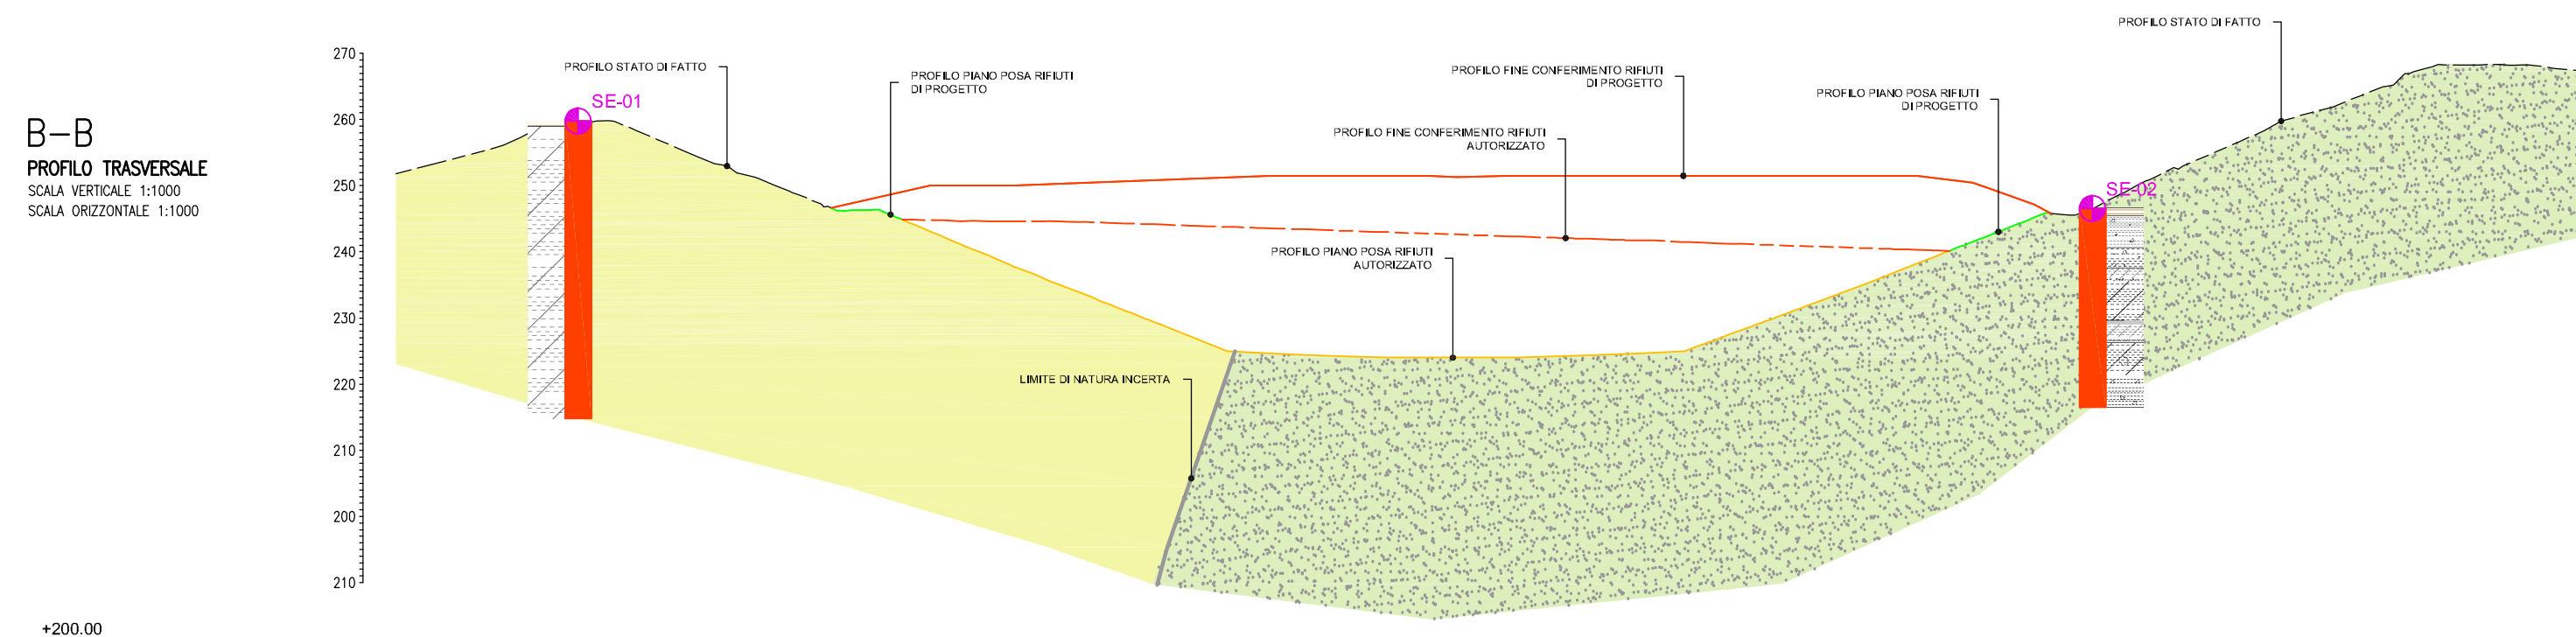 B-B
PROFILO TRASVERSALE
SCALA VERTICALE 1:1000
SCALA ORIZZONTALE 1:1000
+200.00
270
260
250
240
230
220
210
200
210
PROFILO STATO DI FATTO
SE-01
PROFILO PIANO POSA RIFIUTI
DI PROGETTO
PROFILO FINE CONFERIMENTO RIFIUTI
DI PROGETTO
PROFILO FINE CONFERIMENTO RIFIUTI
AUTORIZZATO
PROFILO PIANO POSA RIFIUTI
DI PROGETTO
PROFILO STATO DI FATTO
SE-02
PROFILO PIANO POSA RIFIUTI
AUTORIZZATO
LIMITE DI NATURA INCERTA